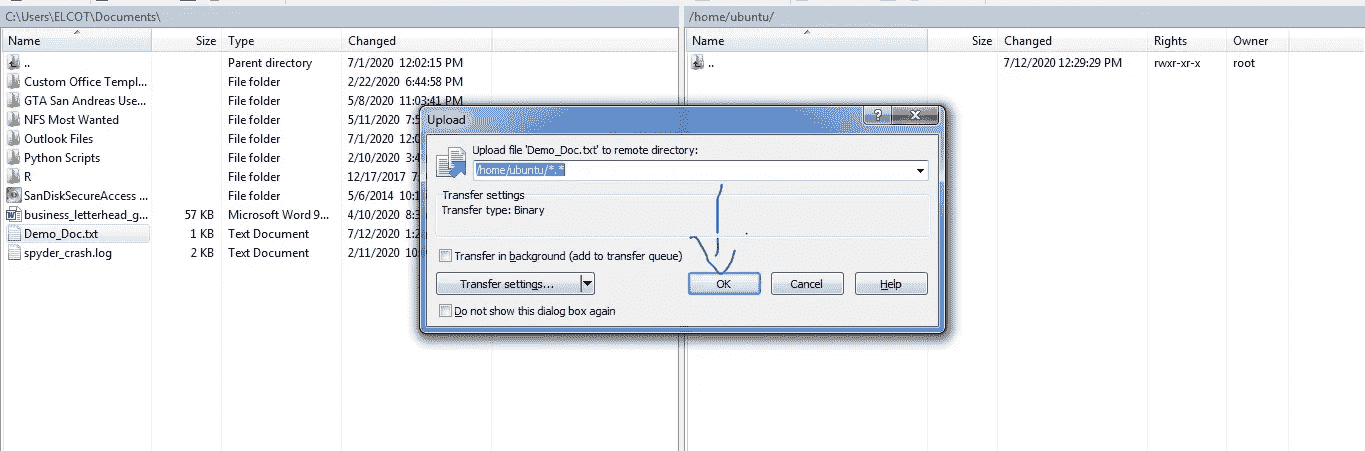 C:\Users\ELCOT\Documents\ /home/ubuntu/
Name Size Type Changed Name Size Changed Rights Owner
.. Parent directory 7/1/2020 12:02:15 PM .. 7/12/2020 12:29:29 PM rwxr-xr-x root
Custom Office Templ... File folder 2/22/2020 6:44:58 PM
GTA San Andreas Use... File folder 5/8/2020 11:03:41 PM
NFS Most Wanted File folder 5/11/2020 7:5
Outlook Files File folder 7/1/2020 12:0
Python Scripts File folder 2/10/2020 3:4
R File folder 12/17/2017 7:
SanDiskSecureAccess File folder 5/6/2014 10:1
business_letterhead_g... 57 KB Microsoft Word 9... 4/10/2020 8:3
Demo_Doc.txt 1 KB Text Document 7/12/2020 1:2
spyder_crash.log 2 KB Text Document 2/11/2020 10:
Upload ?
Upload file 'Demo_Doc.txt' to remote directory:
/home/ubuntu/*.*
Transfer settings
Transfer type: Binary
Transfer in background (add to transfer queue)
Transfer settings... OK Cancel Help
Do not show this dialog box again